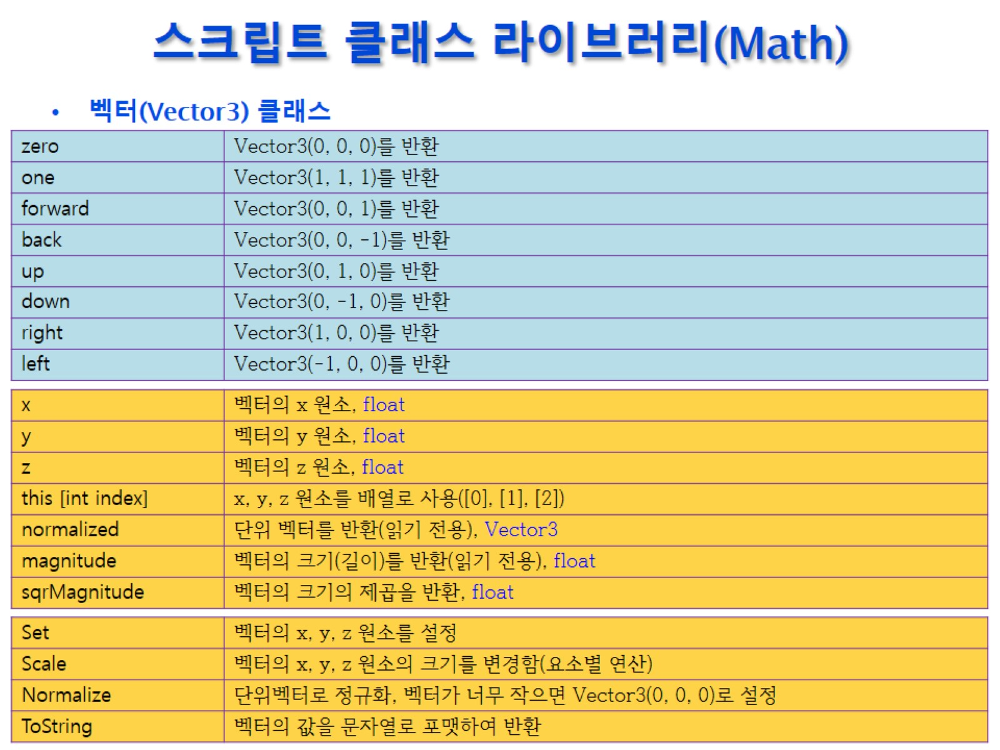 스크립트 클래스 라이브러리(Math)
• 벡터(Vector3) 클래스
zero Vector3(0, 0, 0)를 반환
one Vector3(1, 1, 1)를 반환
forward Vector3(0, 0, 1)를 반환
back Vector3(0, 0, -1)를 반환
up Vector3(0, 1, 0)를 반환
down Vector3(0, -1, 0)를 반환
right Vector3(1, 0, 0)를 반환
left Vector3(-1, 0, 0)를 반환
x 벡터의 x 원소, float
y 벡터의 y 원소, float
z 벡터의 z 원소, float
this [int index] x, y, z 원소를 배열로 사용([0], [1], [2])
normalized 단위 벡터를 반환(읽기 전용), Vector3
magnitude 벡터의 크기(길이)를 반환(읽기 전용), float
sqrMagnitude 벡터의 크기의 제곱을 반환, float
Set 벡터의 x, y, z 원소를 설정
Scale 벡터의 x, y, z 원소의 크기를 변경함(요소별 연산)
Normalize 단위벡터로 정규화, 벡터가 너무 작으면 Vector3(0, 0, 0)로 설정
ToString 벡터의 값을 문자열로 포맷하여 반환